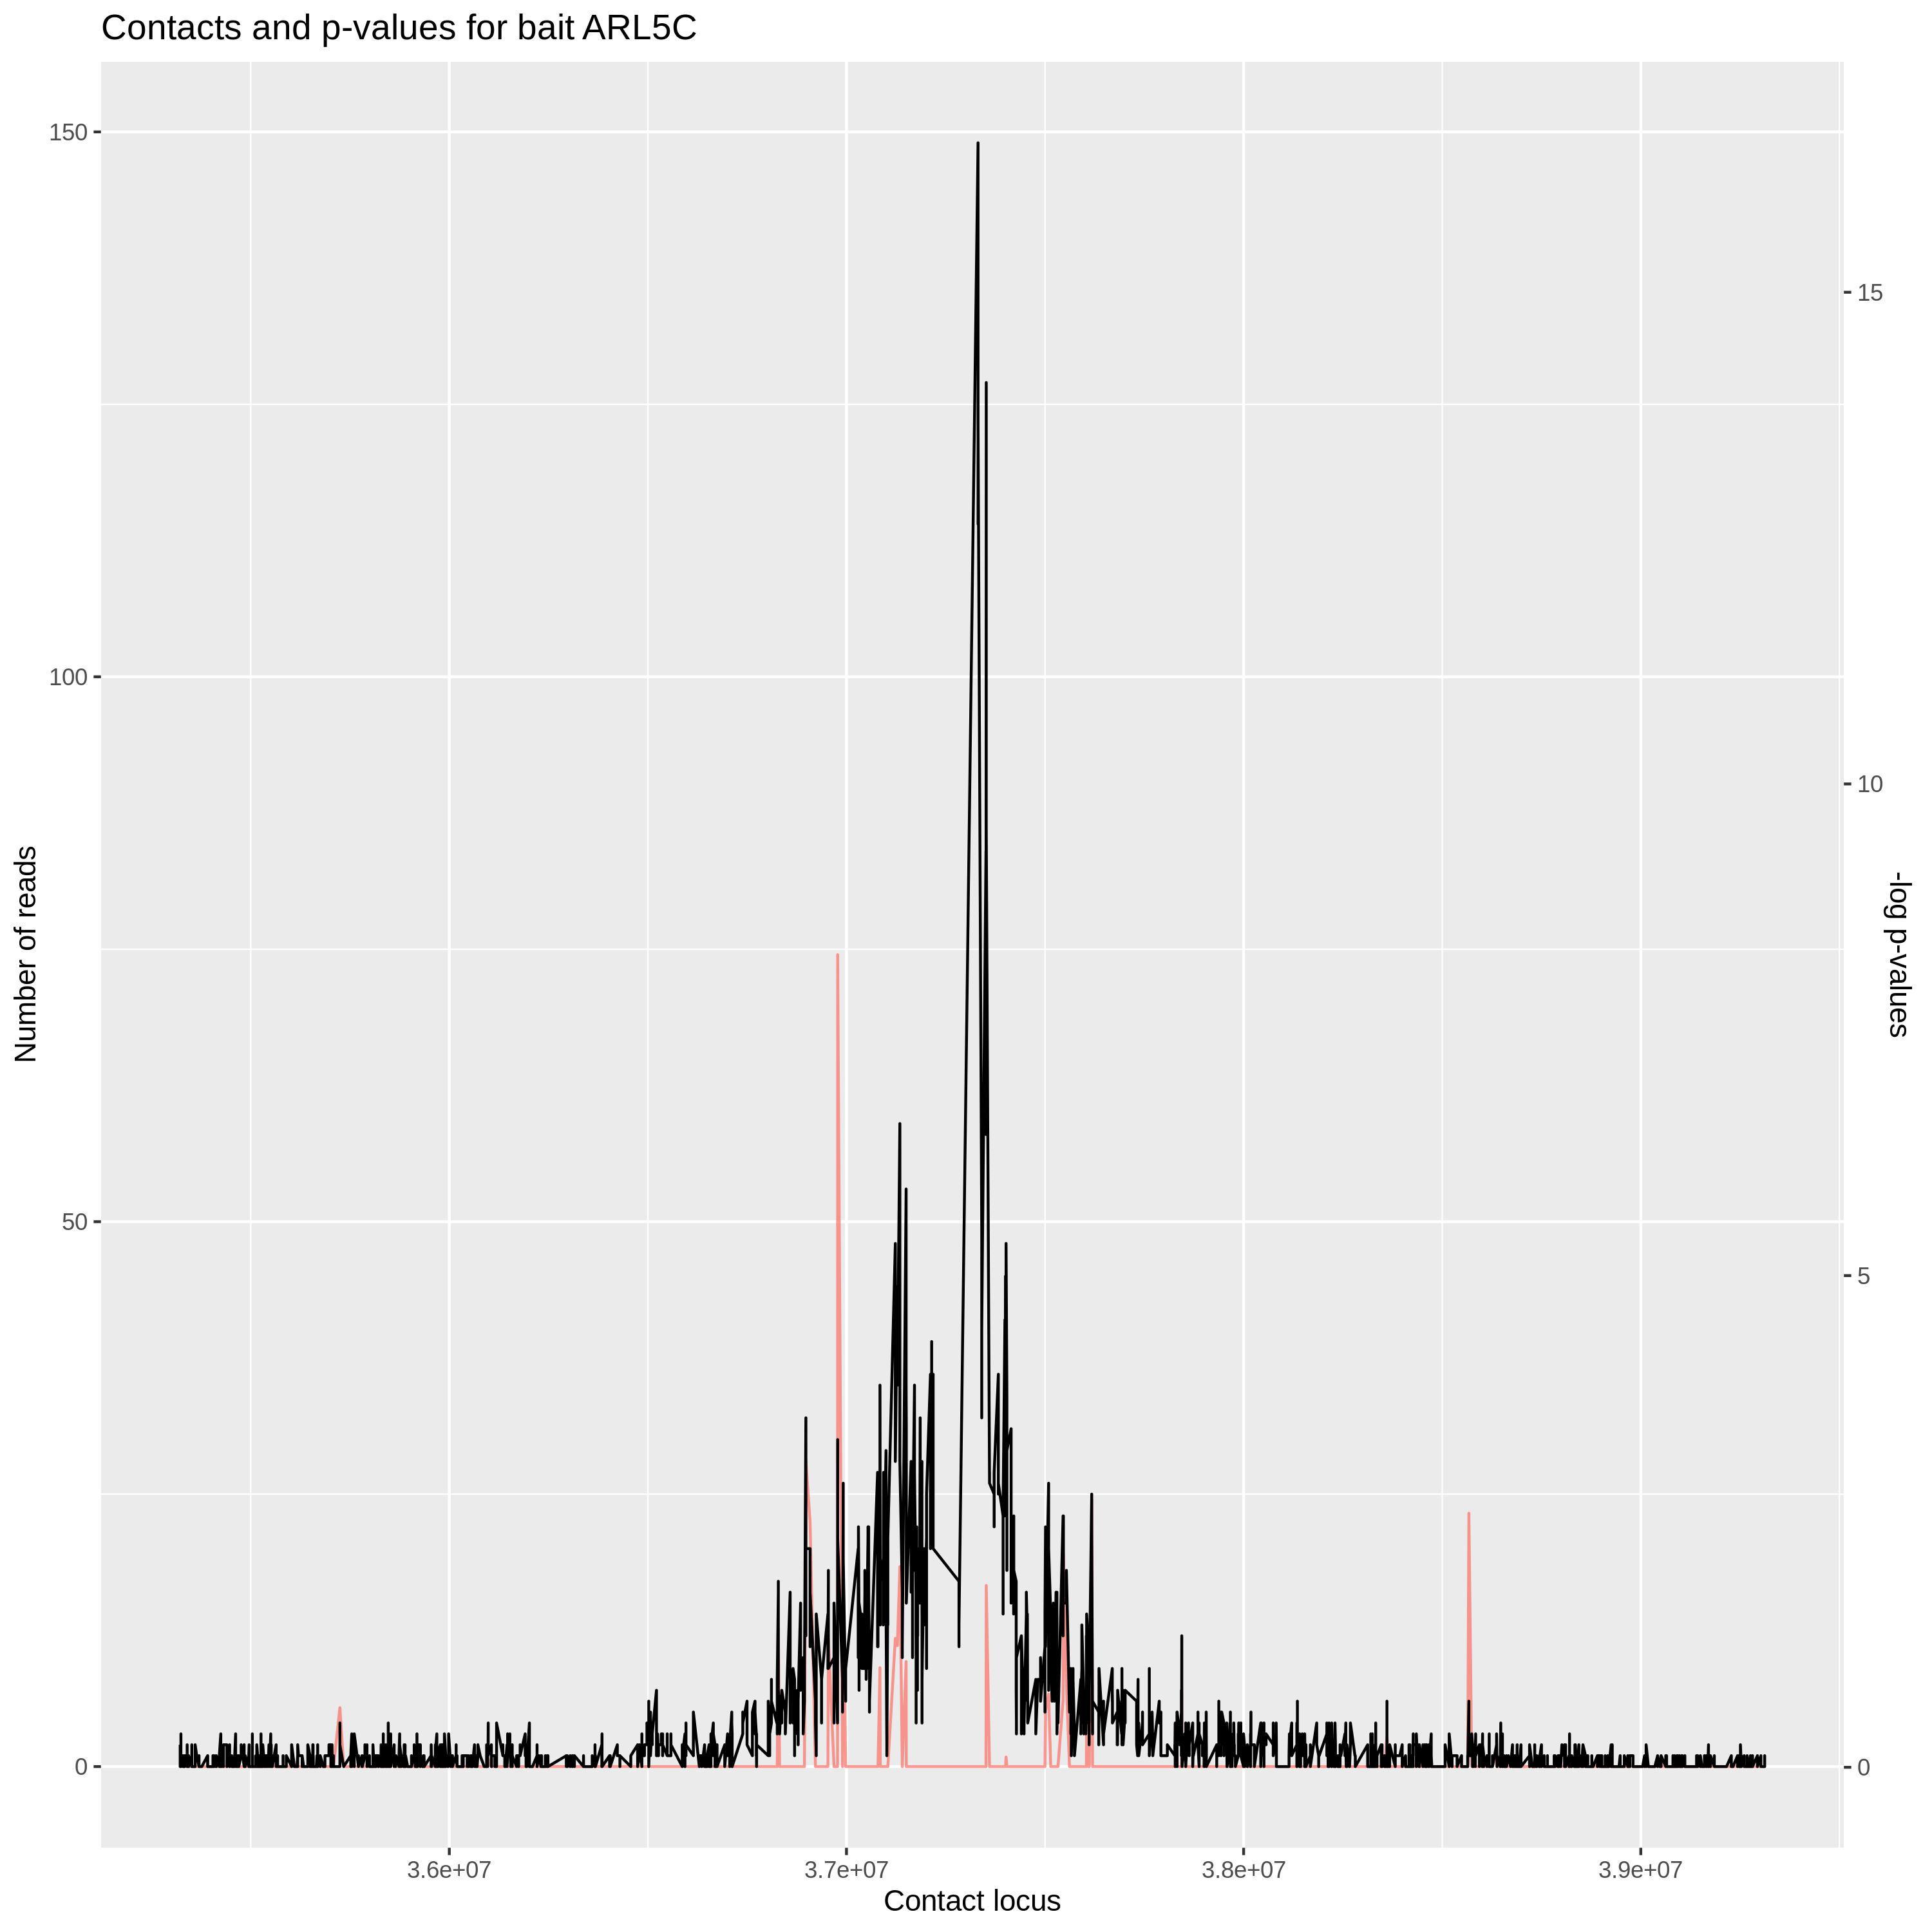 Contacts and p-values for bait ARL5C
150
100
50
0
15
10
5
0
Number of reads
-log p-values
3.6e+07
3.7e+07
3.8e+07
3.9e+07
Contact locus